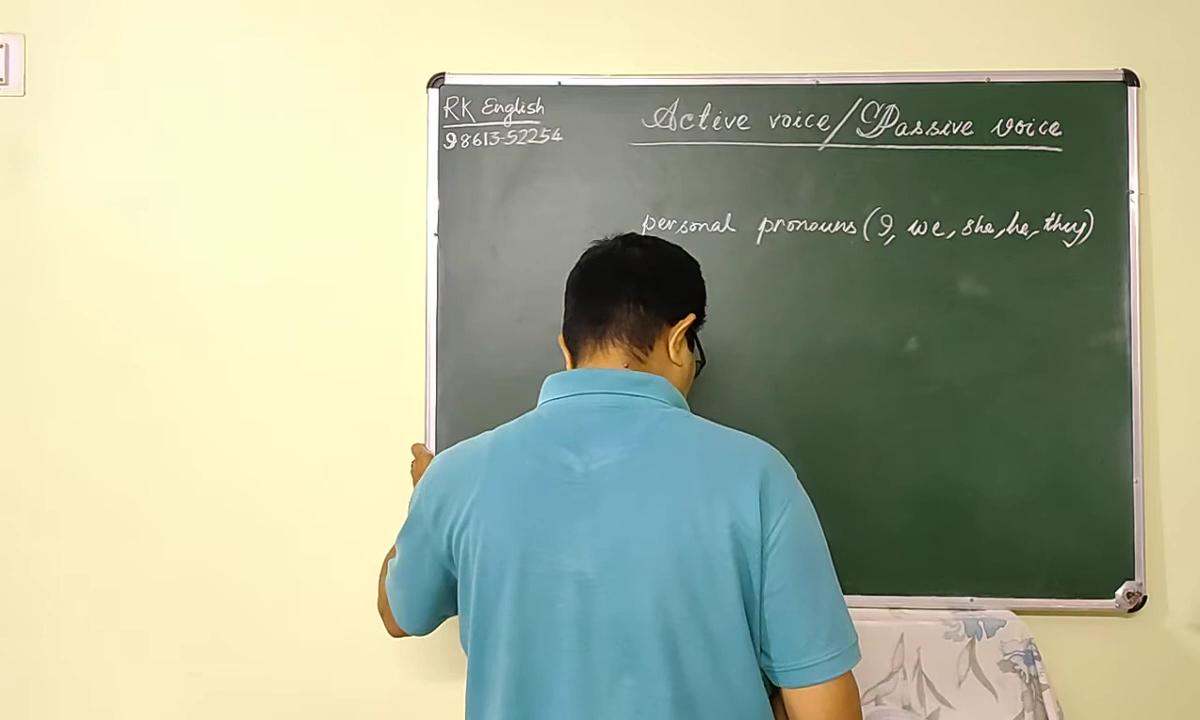 RK English
98613-52254
Active voice/Passive voice
personal pronouns (I, we, she, he, they)